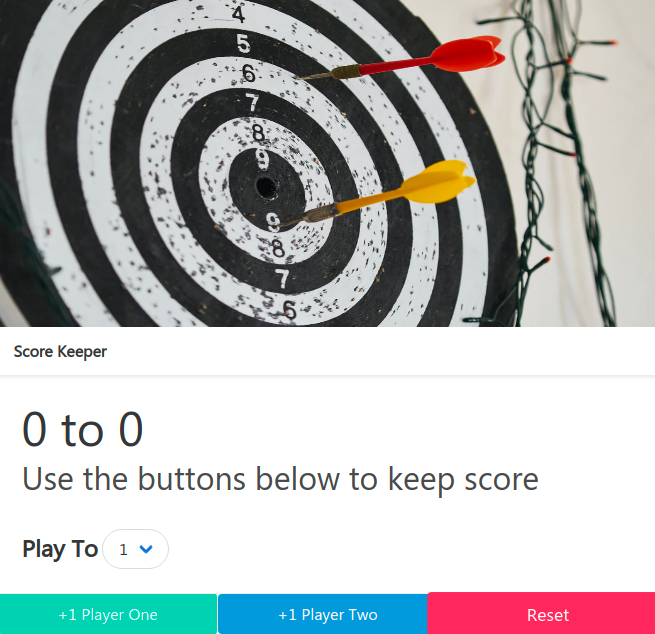 4
5
6
7
8
9
9
8
7
6
Score Keeper
0 to 0
Use the buttons below to keep score
Play To 1
+1 Player One +1 Player Two Reset